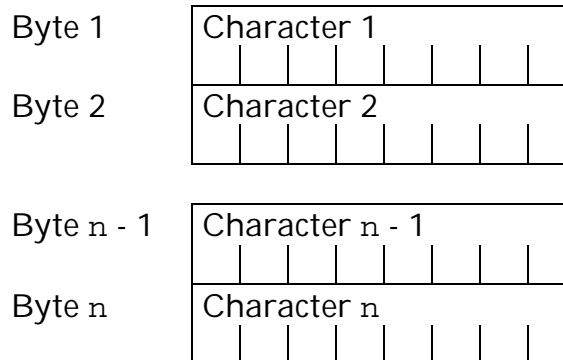 Byte 1 Character 1
Byte 2 Character 2
Byte n - 1 Character n - 1
Byte n Character n